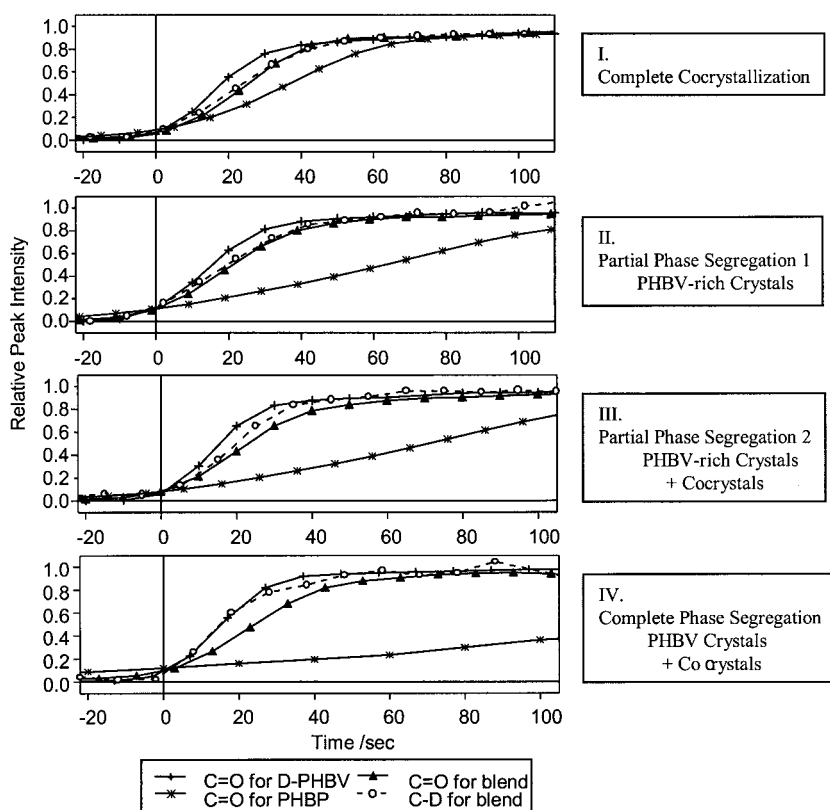 Relative Peak Intensity
1.0
0.8
0.6
0.4
0.2
0.0
-20 0 20 40 60 80 100
I.
Complete Cocrystallization
1.0
0.8
0.6
0.4
0.2
0.0
-20 0 20 40 60 80 100
II.
Partial Phase Segregation 1
PHBV-rich Crystals
1.0
0.8
0.6
0.4
0.2
0.0
-20 0 20 40 60 80 100
III.
Partial Phase Segregation 2
PHBV-rich Crystals
+ Cocrystals
1.0
0.8
0.6
0.4
0.2
0.0
-20 0 20 40 60 80 100
IV.
Complete Phase Segregation
PHBV Crystals
+ Co crystals
Time /sec
C=O for D-PHBV C=O for blend
C=O for PHBP C-D for blend